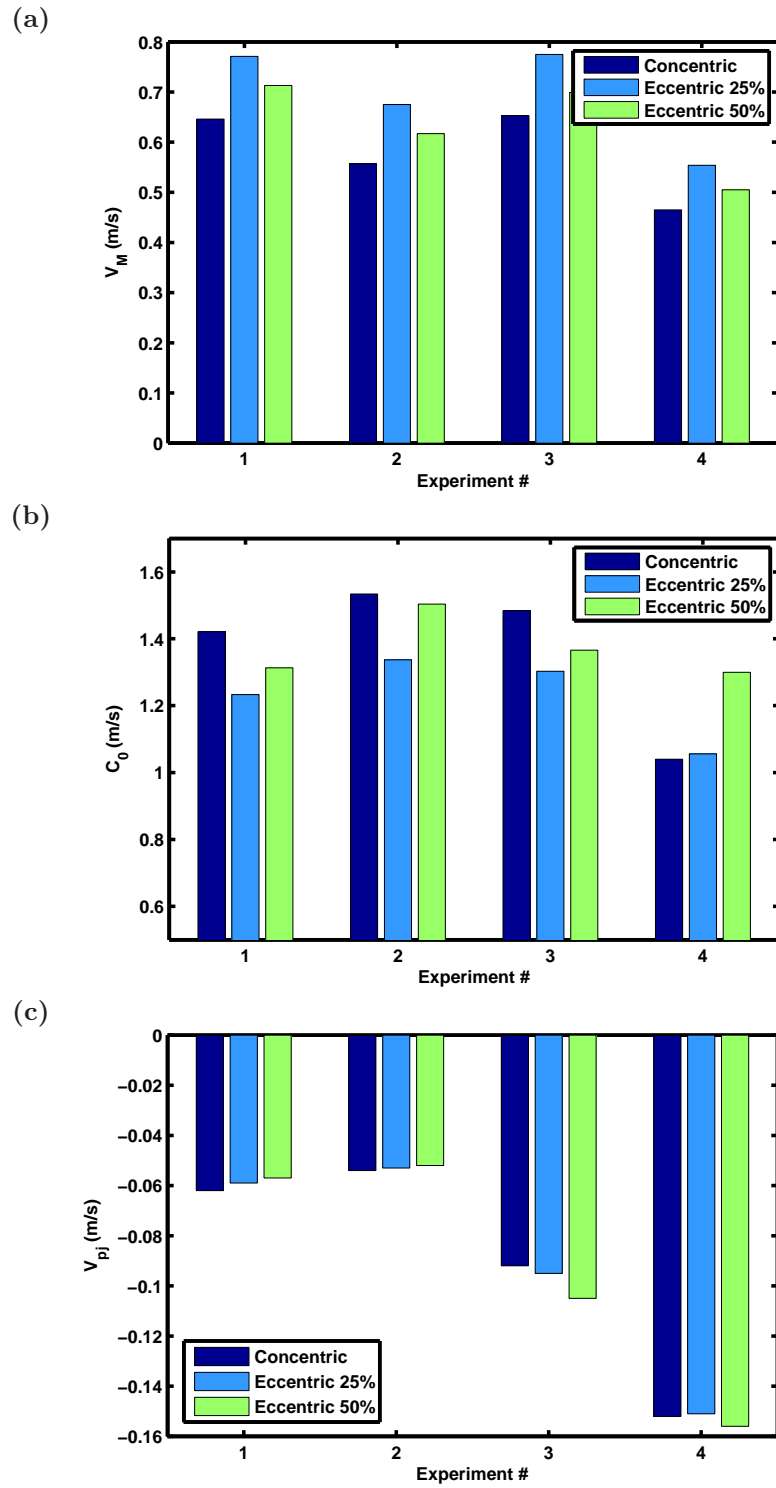 (a)
0.8
0.7
0.6
0.5
0.4
0.3
0.2
0.1
0
V_M (m/s)
Concentric
Eccentric 25%
Eccentric 50%
1 2 3 4
Experiment #
(b)
1.6
1.4
1.2
1
0.8
0.6
C_0 (m/s)
Concentric
Eccentric 25%
Eccentric 50%
1 2 3 4
Experiment #
(c)
0
−0.02
−0.04
−0.06
−0.08
−0.1
−0.12
−0.14
−0.16
V_pj (m/s)
Concentric
Eccentric 25%
Eccentric 50%
1 2 3 4
Experiment #